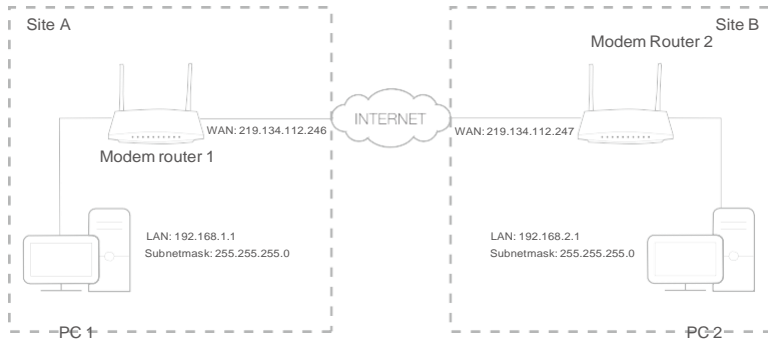 Site A
Site B
Modem Router 2
INTERNET
WAN: 219.134.112.246
WAN: 219.134.112.247
Modem router 1
LAN: 192.168.1.1
Subnetmask: 255.255.255.0
LAN: 192.168.2.1
Subnetmask: 255.255.255.0
PC 1
PC 2